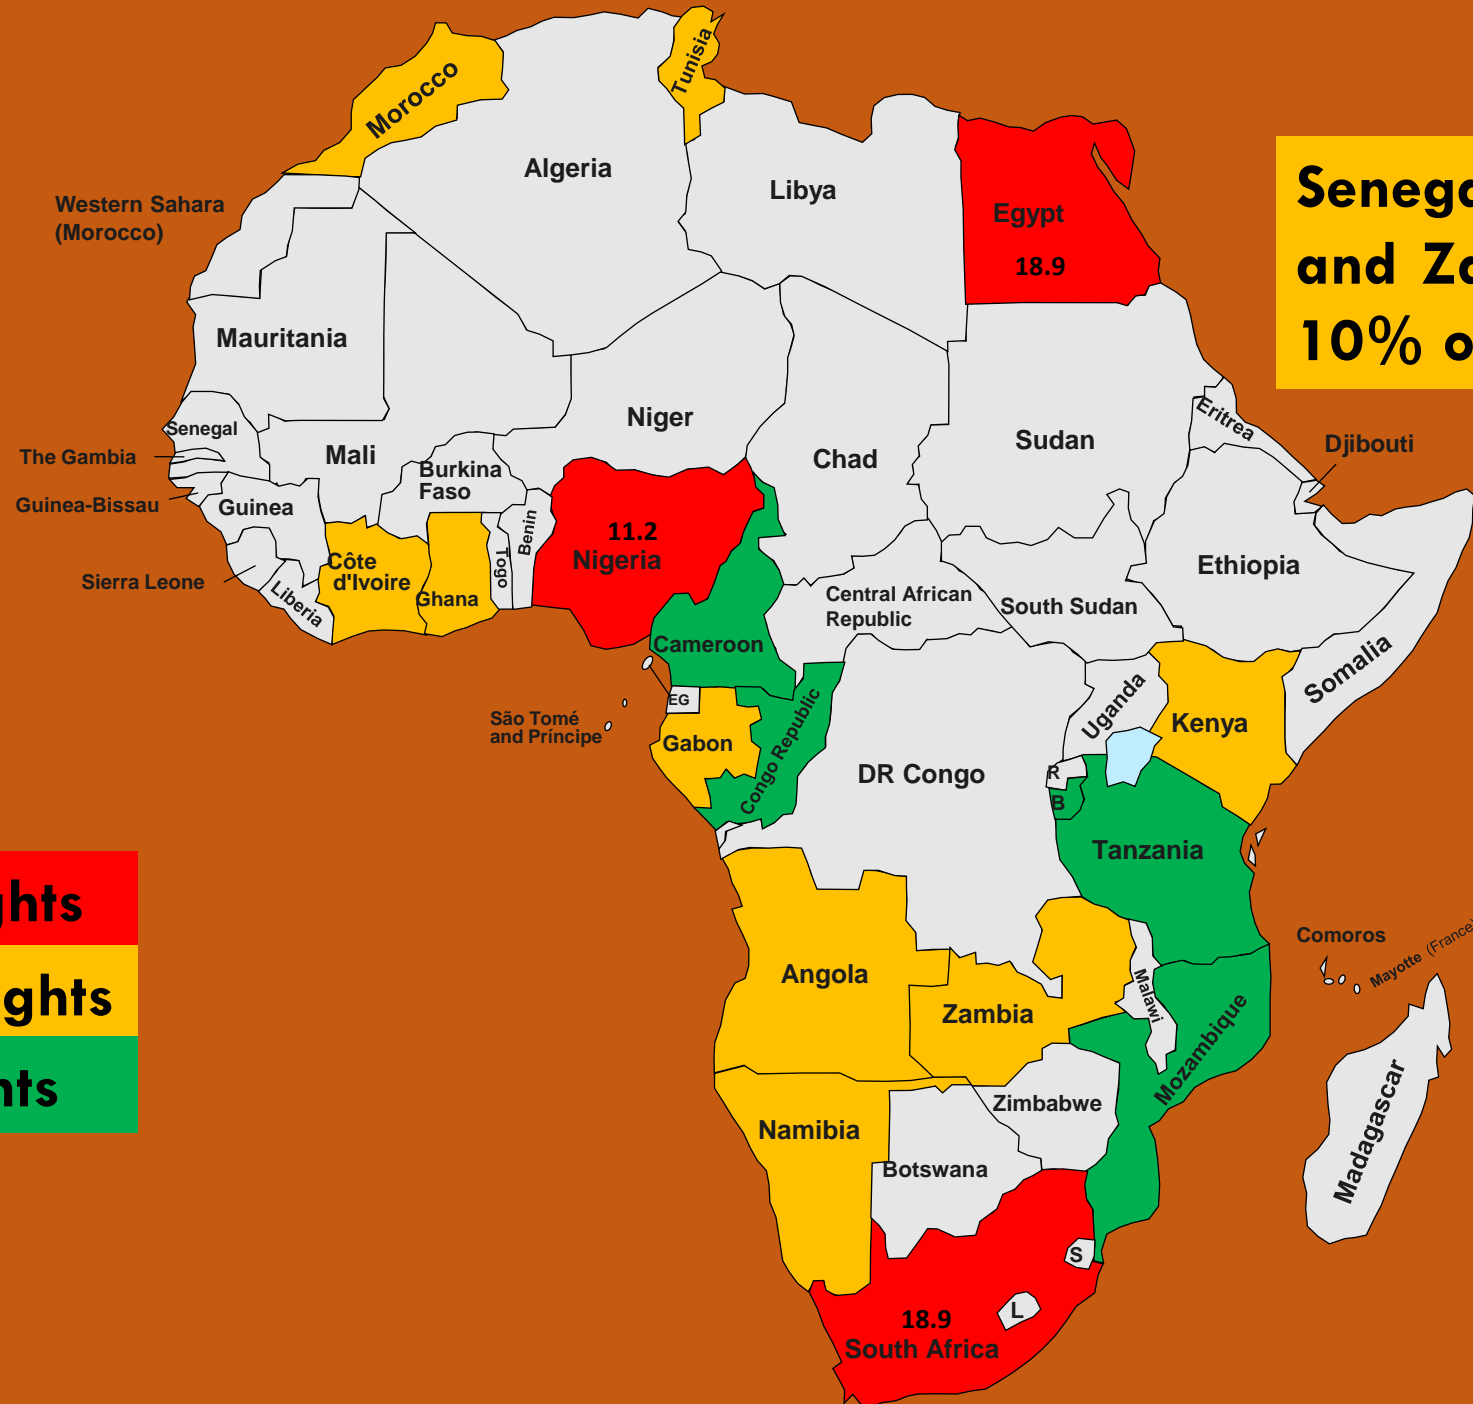 Tunisia
Morocco
Algeria
Libya
Western Sahara
(Morocco)
Egypt
18.9
and
10%
Mauritania
Niger
Senegal
Eritrea
Sudan
Djibouti
The Gambia
Mali
Chad
Burkina
Faso
Guinea-Bissau
Guinea
11.2
Nigeria
Benin
Togo
Côte
d'Ivoire
Ghana
Ethiopia
Sierra Leone
Liberia
Central African
Republic
South Sudan
Cameroon
Somalia
EG
Uganda
São Tomé
and Príncipe
Gabon
Congo Republic
Kenya
DR Congo
R
B
Tanzania
ghts
ghts
hts
Comoros
Mayotte (France)
Angola
Malawi
Zambia
Mozambique
Zimbabwe
Namibia
Botswana
Madagascar
S
L
18.9
South Africa